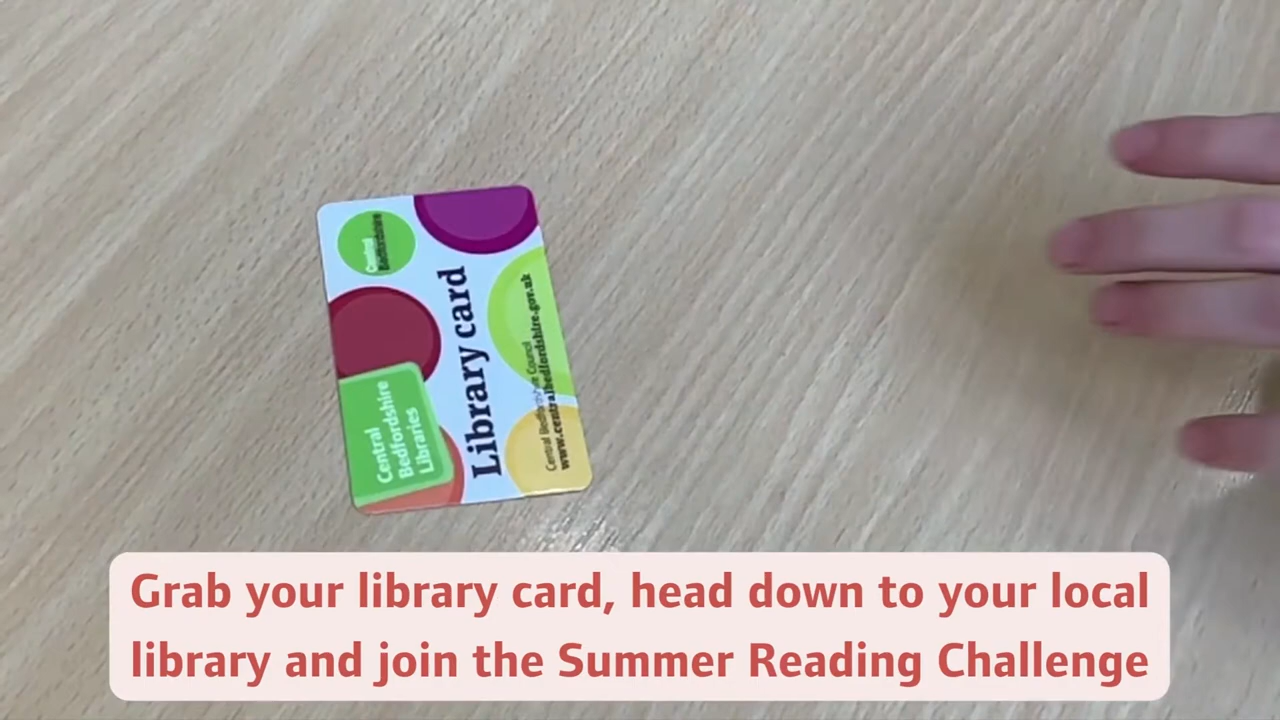 Central
Bedfordshire
Library card
Central Bedfordshire Council
www.centralbedfordshire.gov.uk
Central
Bedfordshire
Libraries
Grab your library card, head down to your local
library and join the Summer Reading Challenge